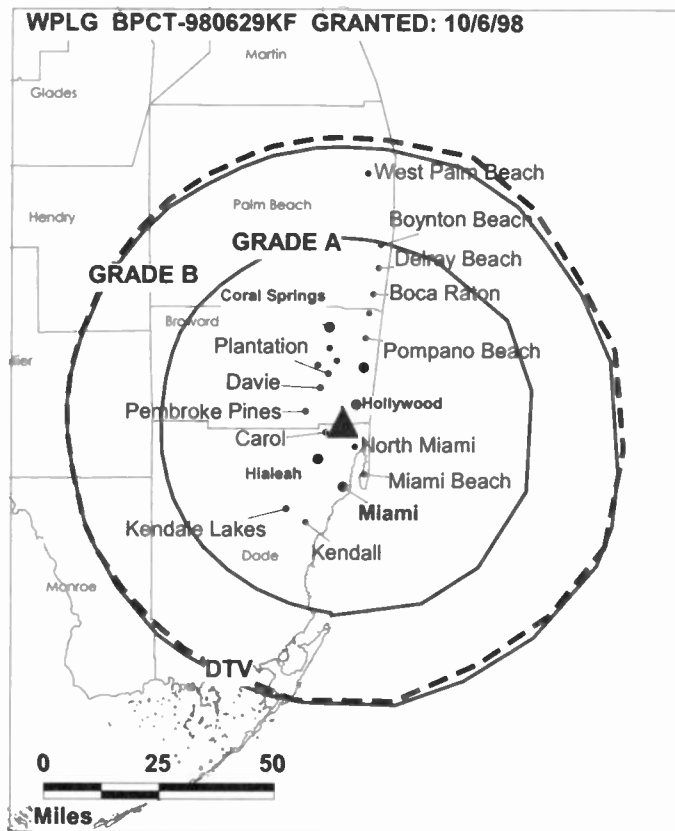 WPLG BPCT-980629KF GRANTED: 10/6/98
Martin
Glades
West Palm Beach
Palm Beach
Hendry
Boynton Beach
GRADE A
Delray Beach
GRADE B
Coral Springs
Boca Raton
Broward
Plantation
Pompano Beach
llier
Davie
Hollywood
Pembroke Pines
Carol
North Miami
Hialeah
Miami Beach
Miami
Kendale Lakes
Kendall
Dade
Monroe
DTV
0 25 50
Miles